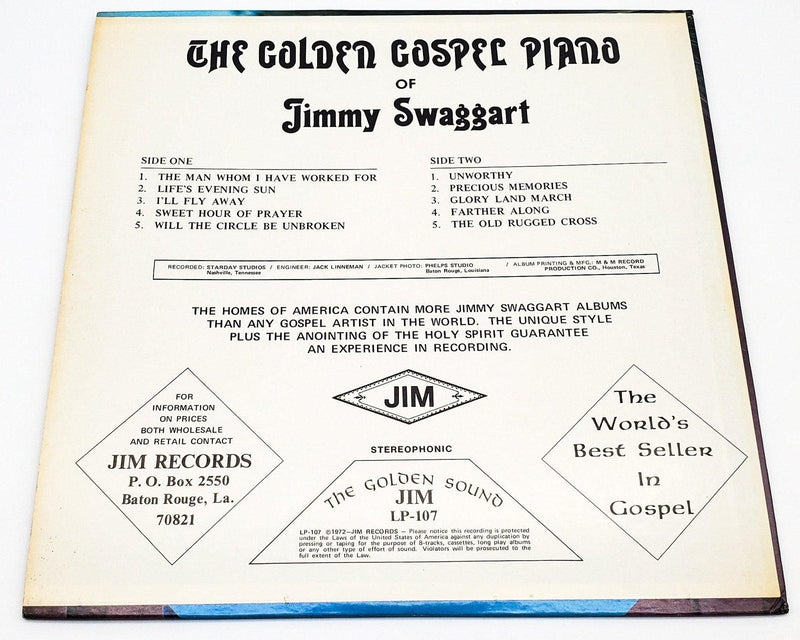 THE GOLDEN GOSPEL PIANO
OF
Jimmy Swaggart
SIDE ONE
1. THE MAN WHOM I HAVE WORKED FOR
2. LIFE'S EVENING SUN
3. I'LL FLY AWAY
4. SWEET HOUR OF PRAYER
5. WILL THE CIRCLE BE UNBROKEN
SIDE TWO
1. UNWORTHY
2. PRECIOUS MEMORIES
3. GLORY LAND MARCH
4. FARTHER ALONG
5. THE OLD RUGGED CROSS
RECORDED: STARDAY STUDIOS / ENGINEER: JACK LINNEMAN / JACKET PHOTO: PHELPS STUDIO / ALBUM PRINTING & MFG.: M & M RECORD
Nashville, Tennessee Baton Rouge, Louisiana PRODUCTION CO., Houston, Texas
THE HOMES OF AMERICA CONTAIN MORE JIMMY SWAGGART ALBUMS
THAN ANY GOSPEL ARTIST IN THE WORLD. THE UNIQUE STYLE
PLUS THE ANOINTING OF THE HOLY SPIRIT GUARANTEE
AN EXPERIENCE IN RECORDING.
FOR
INFORMATION
ON PRICES
BOTH WHOLESALE
AND RETAIL CONTACT
JIM RECORDS
P. O. Box 2550
Baton Rouge, La.
70821
JIM
STEREOPHONIC
THE GOLDEN SOUND
JIM
LP-107
LP-107 ©1972—JIM RECORDS — Please notice this recording is protected
under the Laws of the United States of America against any duplication by
pressing or taping for the purpose of 8-tracks, cassettes, long play albums
or any other type of effort of sound. Violators will be prosecuted to the
full extent of the Law.
The
World's
Best Seller
In
Gospel